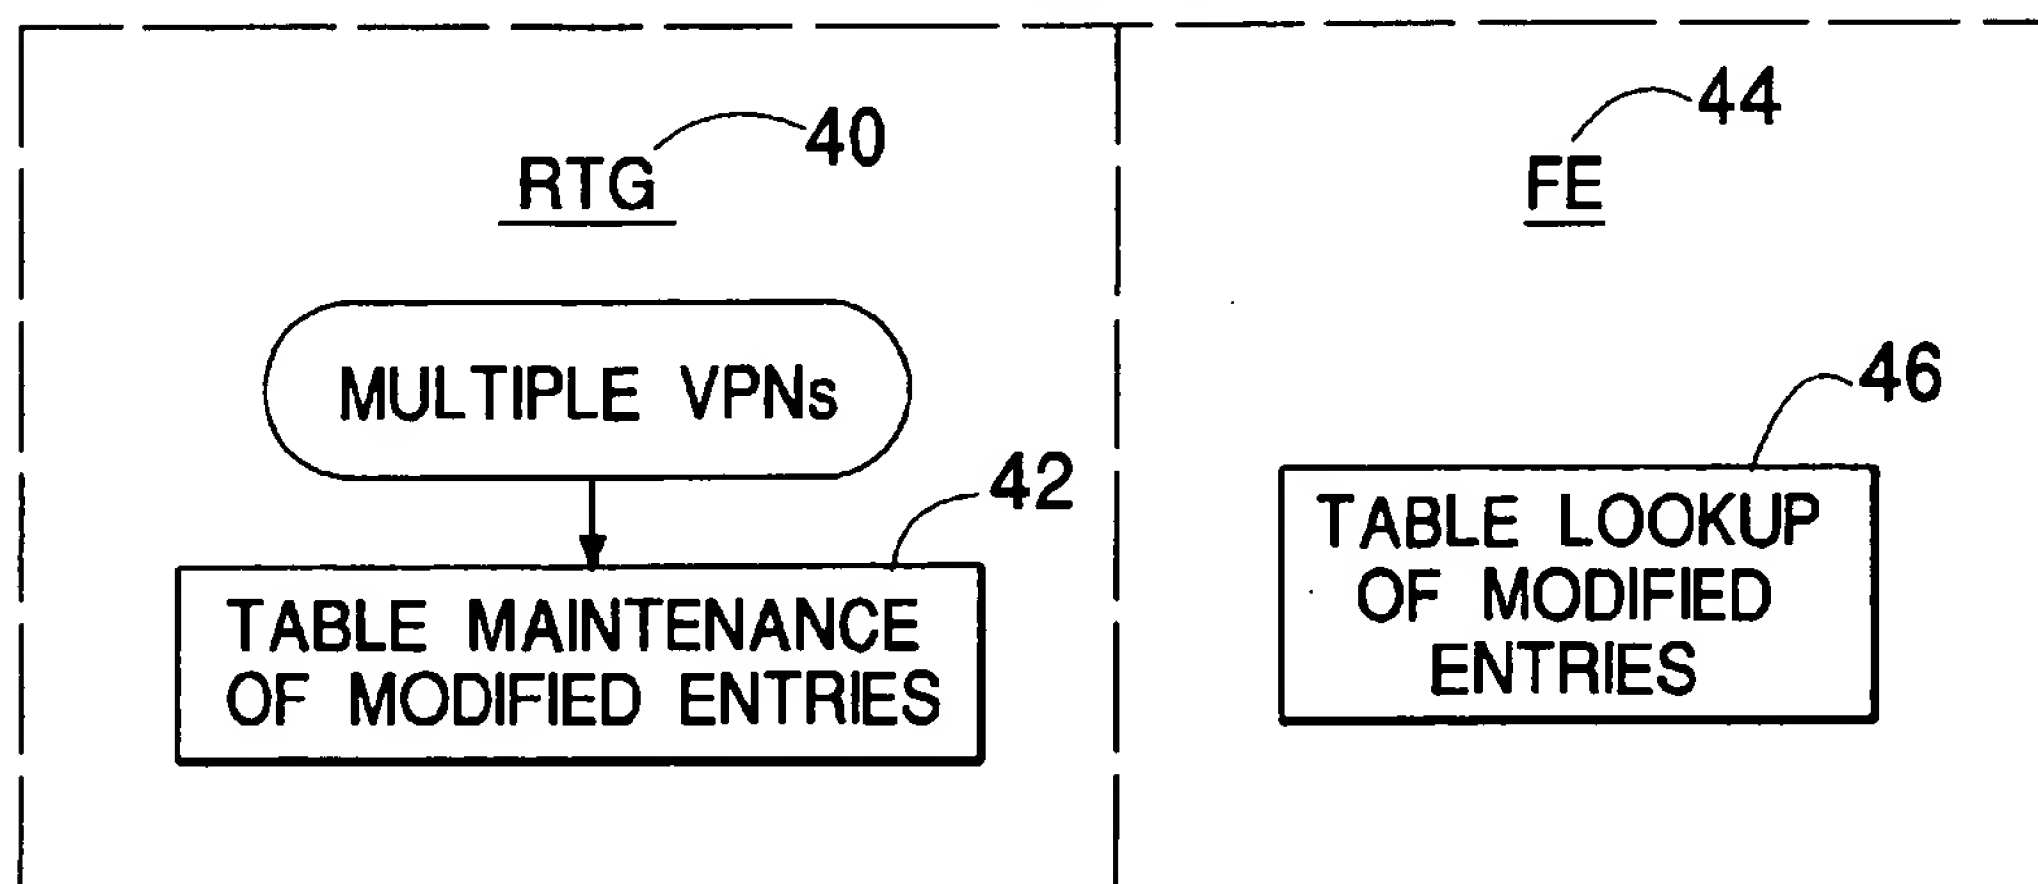 40
RTG
MULTIPLE VPNs
42
TABLE MAINTENANCE
OF MODIFIED ENTRIES
44
FE
46
TABLE LOOKUP
OF MODIFIED
ENTRIES